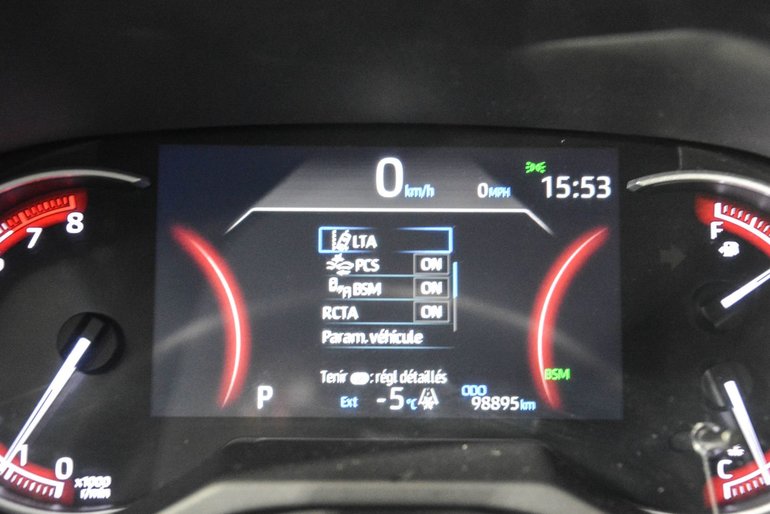 0 km/h 0 MPH 15:53
7 8
LTA
PCS ON
BSM ON
RCTA ON
Param. véhicule
Tenir : régl détaillés
BSM
P Ext -5°C ODO 98895 km
1 0
x1000
r/min
F
C